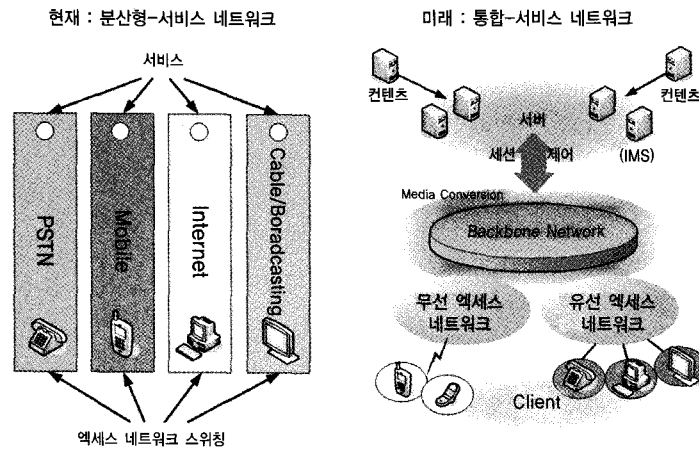 현재 : 분산형-서비스 네트워크
서비스
PSTN
Mobile
Internet
Cable/Boradcasting
엑세스 네트워크 스위칭
미래 : 통합-서비스 네트워크
컨텐츠
컨텐츠
서버
세션 제어
(IMS)
Media Conversion
Backbone Network
무선 엑세스
네트워크
유선 엑세스
네트워크
Client